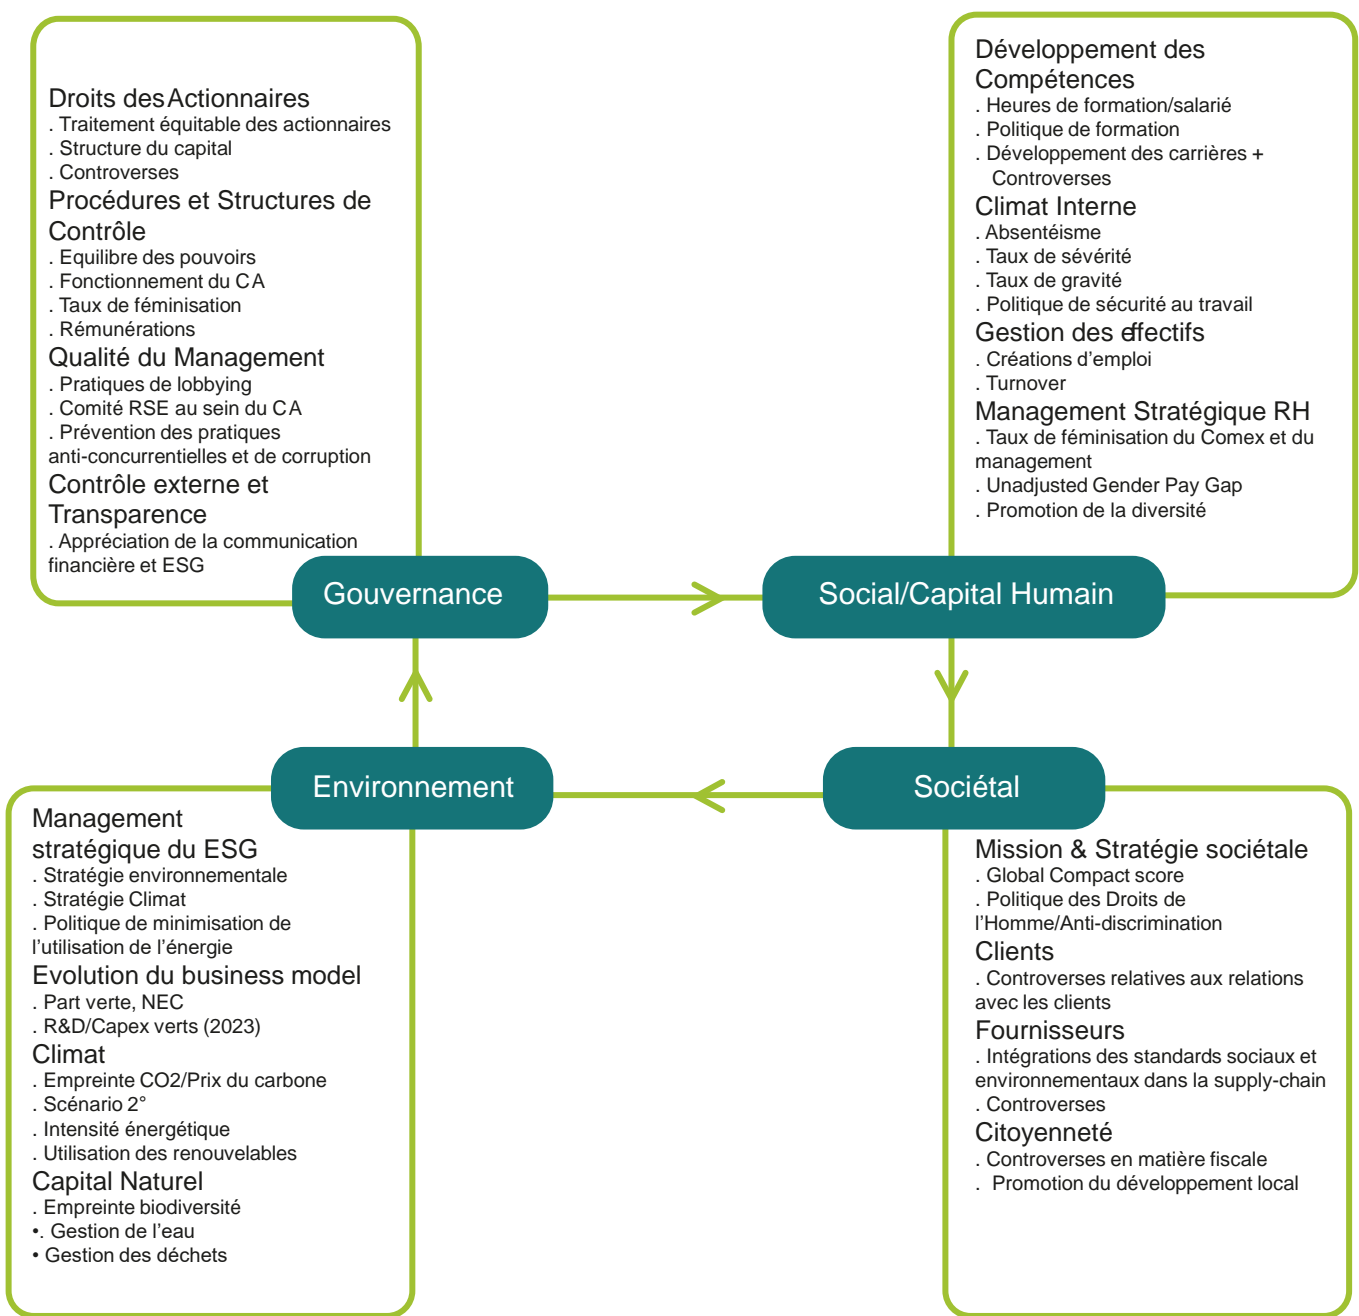 Droits des Actionnaires
. Traitement équitable des actionnaires
. Structure du capital
. Controverses
Procédures et Structures de
Contrôle
. Equilibre des pouvoirs
. Fonctionnement du CA
. Taux de féminisation
. Rémunérations
Qualité du Management
. Pratiques de lobbying
. Comité RSE au sein du CA
. Prévention des pratiques
anti-concurrentielles et de corruption
Contrôle externe et
Transparence
. Appréciation de la communication
financière et ESG
Gouvernance
Développement des
Compétences
. Heures de formation/salarié
. Politique de formation
. Développement des carrières +
Controverses
Climat Interne
. Absentéisme
. Taux de sévérité
. Taux de gravité
. Politique de sécurité au travail
Gestion des effectifs
. Créations d'emploi
. Turnover
Management Stratégique RH
. Taux de féminisation du Comex et du
management
. Unadjusted Gender Pay Gap
. Promotion de la diversité
Social/Capital Humain
Environnement
Management
stratégique du ESG
. Stratégie environnementale
. Stratégie Climat
. Politique de minimisation de
l’utilisation de l’énergie
Evolution du business model
. Part verte, NEC
. R&D/Capex verts (2023)
Climat
. Empreinte CO2/Prix du carbone
. Scénario 2°
. Intensité énergétique
. Utilisation des renouvelables
Capital Naturel
. Empreinte biodiversité
•. Gestion de l’eau
• Gestion des déchets
Sociétal
Mission & Stratégie sociétale
. Global Compact score
. Politique des Droits de
l’Homme/Anti-discrimination
Clients
. Controverses relatives aux relations
avec les clients
Fournisseurs
. Intégrations des standards sociaux et
environnementaux dans la supply-chain
. Controverses
Citoyenneté
. Controverses en matière fiscale
. Promotion du développement local